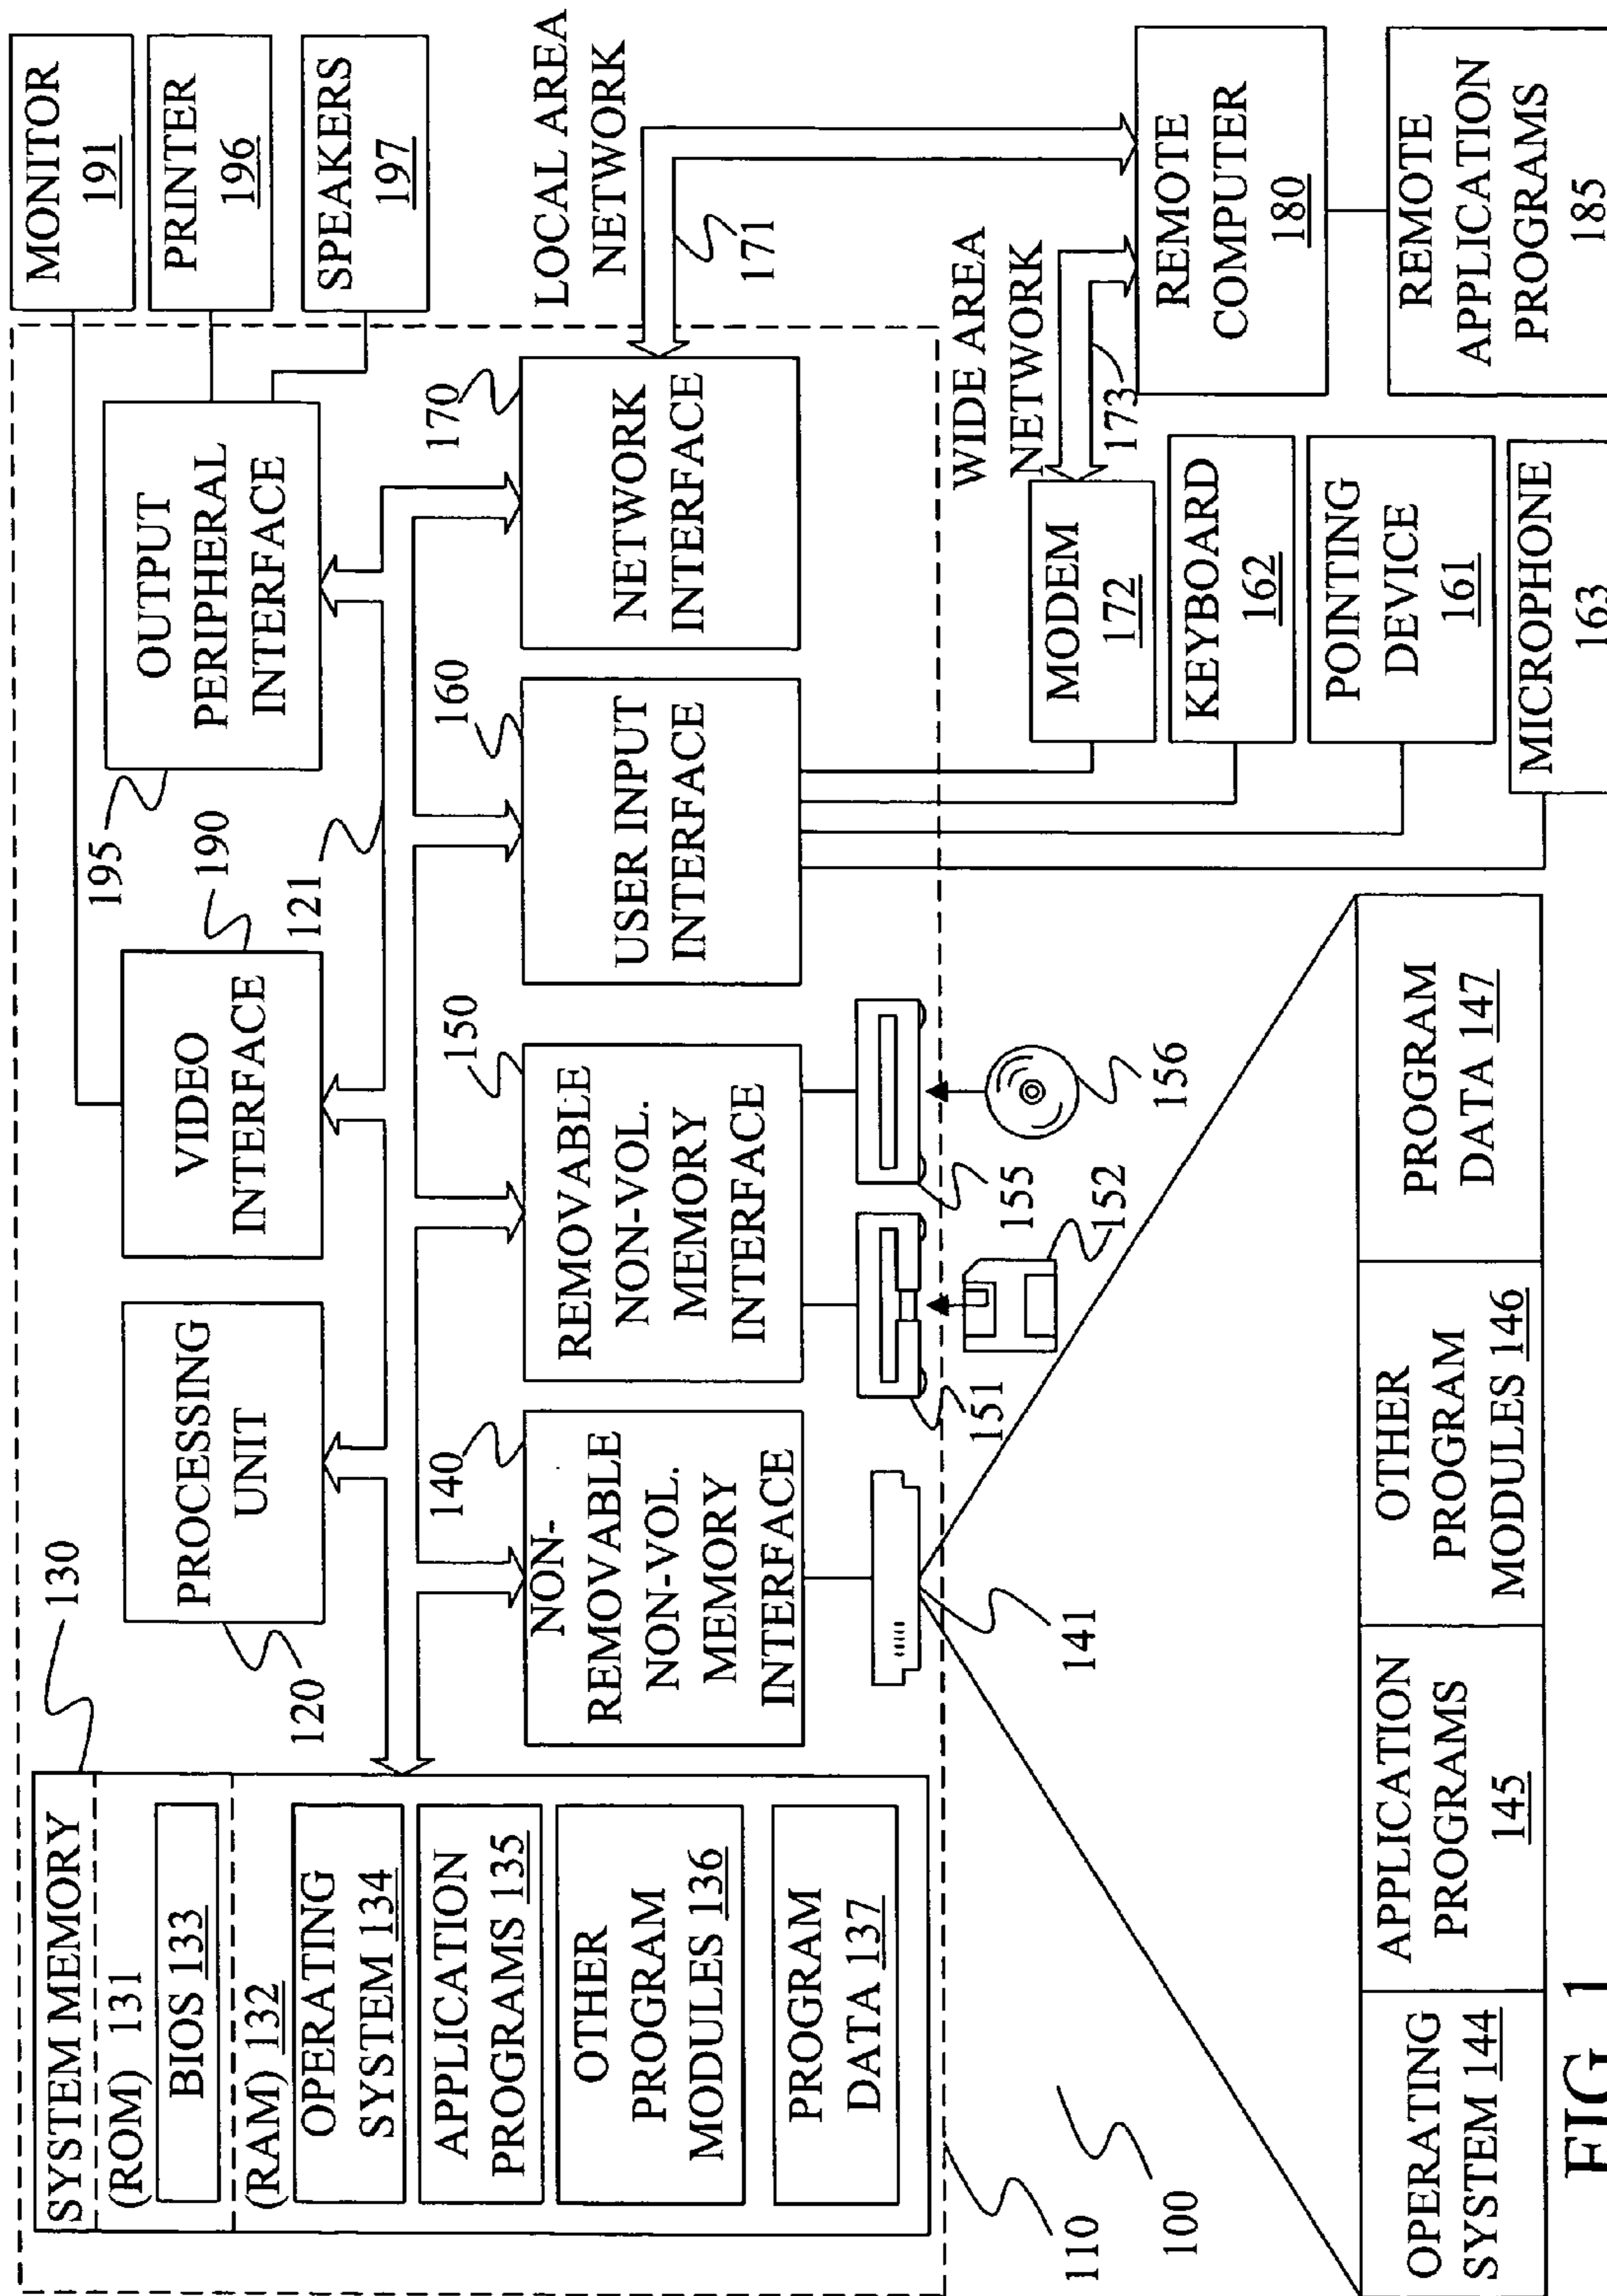 SYSTEM MEMORY
(ROM) 131
BIOS 133
(RAM) 132
OPERATING
SYSTEM 134
APPLICATION
PROGRAMS 135
OTHER
PROGRAM
MODULES 136
PROGRAM
DATA 137
130
120
PROCESSING
UNIT
VIDEO
INTERFACE
190
121
195
OUTPUT
PERIPHERAL
INTERFACE
MONITOR
191
PRINTER
196
SPEAKERS
197
140
NON-
REMOVABLE
NON-VOL.
MEMORY
INTERFACE
150
REMOVABLE
NON-VOL.
MEMORY
INTERFACE
160
USER INPUT
INTERFACE
170
NETWORK
INTERFACE
LOCAL AREA
NETWORK
171
WIDE AREA
NETWORK
173
141
151
152
155
156
MODEM
172
KEYBOARD
162
POINTING
DEVICE
161
MICROPHONE
163
REMOTE
COMPUTER
180
REMOTE
APPLICATION
PROGRAMS
185
110
100
OPERATING
SYSTEM 144
APPLICATION
PROGRAMS
145
OTHER
PROGRAM
MODULES 146
PROGRAM
DATA 147
FIG. 1